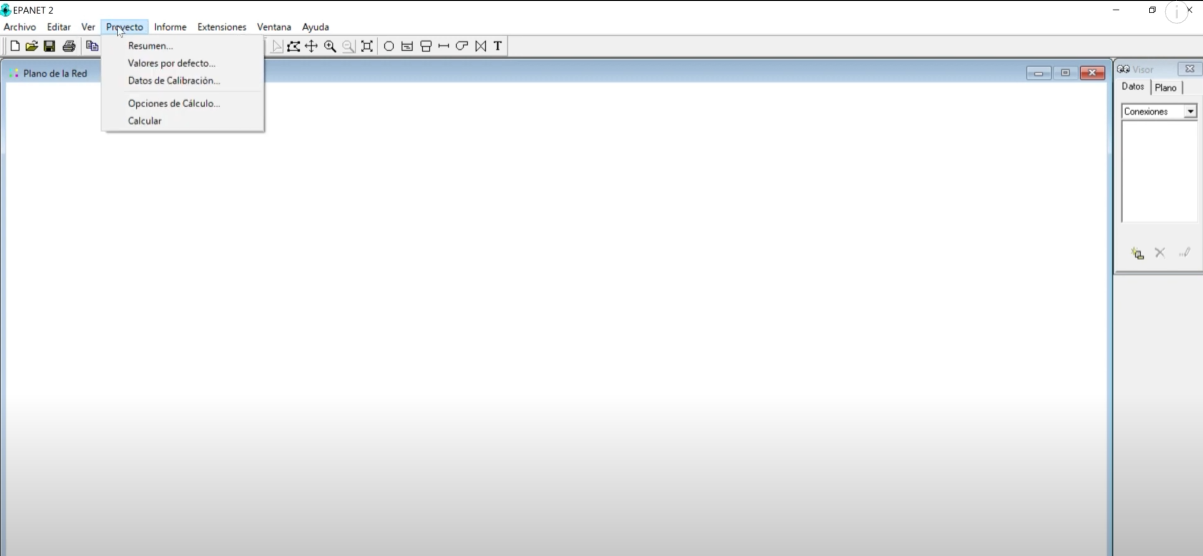 EPANET 2
Archivo Editar Ver Proyecto Informe Extensiones Ventana Ayuda
T
Resumen...
Valores por defecto...
Datos de Calibración...
Opciones de Cálculo...
Calcular
Plano de la Red
Visor
Datos Plano
Conexiones